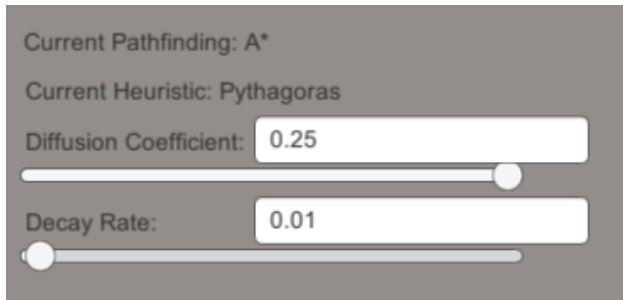 Current Pathfinding: A*
Current Heuristic: Pythagoras
Diffusion Coefficient: 0.25
Decay Rate: 0.01